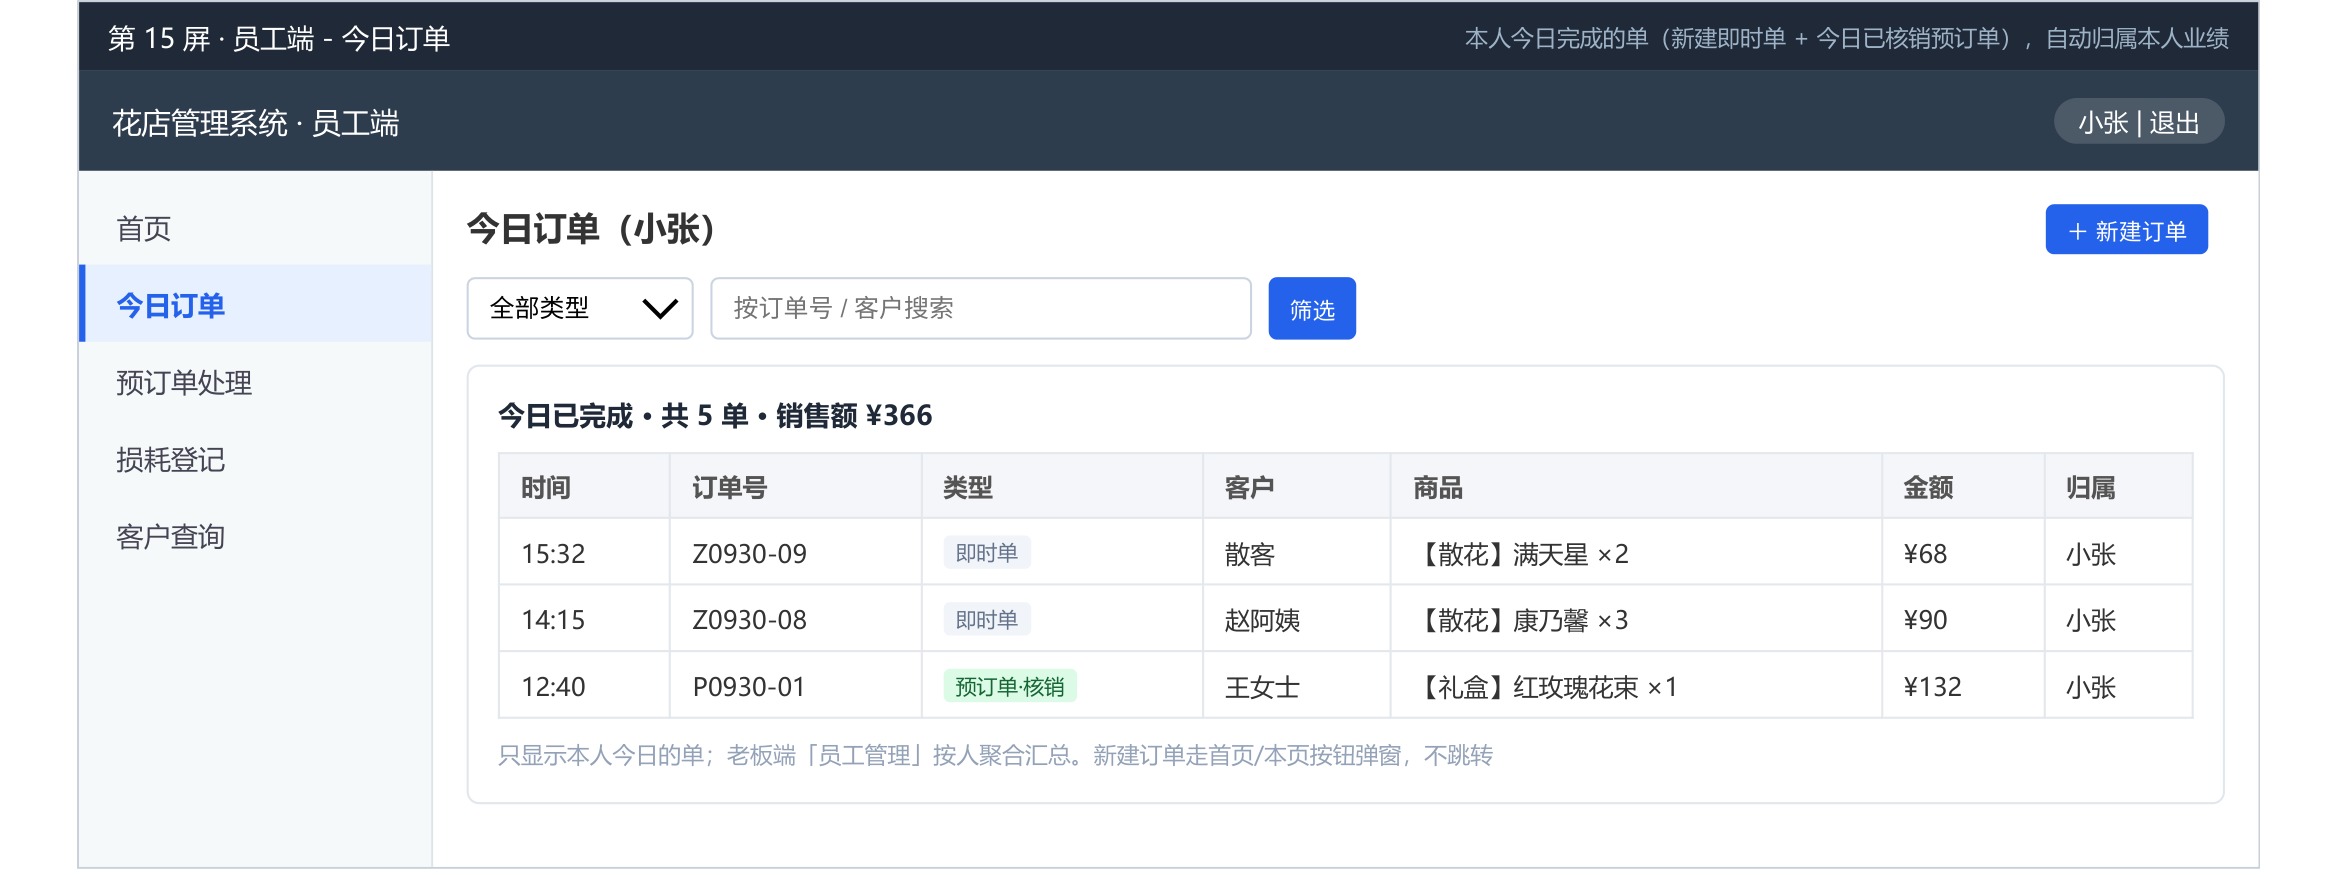 第 15 屏 · 员工端 - 今日订单
本人今日完成的单（新建即时单 + 今日已核销预订单），自动归属本人业绩
花店管理系统 · 员工端
小张 | 退出
首页
今日订单
预订单处理
损耗登记
客户查询
今日订单（小张）
＋ 新建订单
全部类型
按订单号 / 客户搜索
筛选
今日已完成 · 共 5 单 · 销售额 ¥366
时间 订单号 类型 客户 商品 金额 归属
15:32 Z0930-09 即时单 散客 【散花】满天星 ×2 ¥68 小张
14:15 Z0930-08 即时单 赵阿姨 【散花】康乃馨 ×3 ¥90 小张
12:40 P0930-01 预订单·核销 王女士 【礼盒】红玫瑰花束 ×1 ¥132 小张
只显示本人今日的单；老板端「员工管理」按人聚合汇总。新建订单走首页/本页按钮弹窗，不跳转